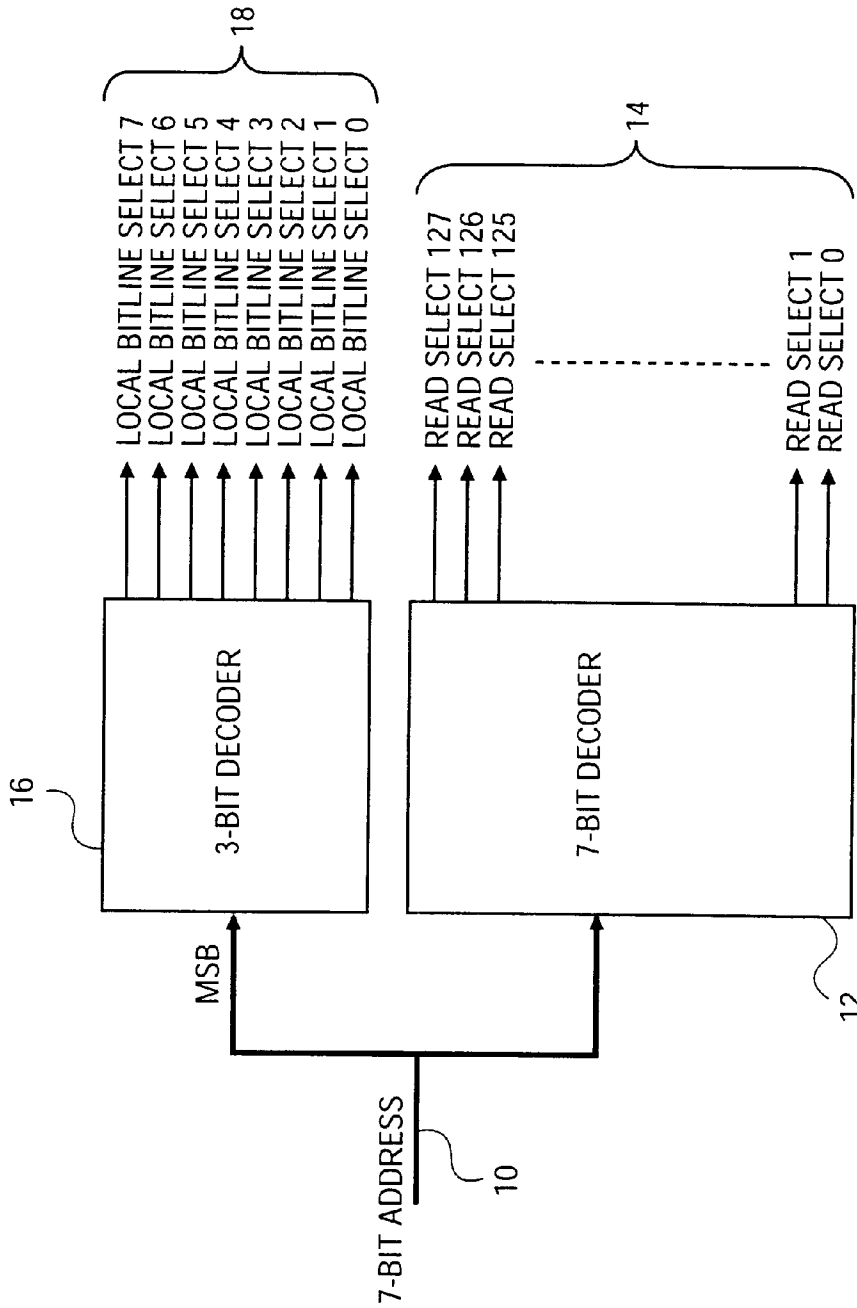 7-BIT ADDRESS
10
MSB
16
3-BIT DECODER
LOCAL BITLINE SELECT 7
LOCAL BITLINE SELECT 6
LOCAL BITLINE SELECT 5
LOCAL BITLINE SELECT 4
LOCAL BITLINE SELECT 3
LOCAL BITLINE SELECT 2
LOCAL BITLINE SELECT 1
LOCAL BITLINE SELECT 0
18
7-BIT DECODER
12
READ SELECT 127
READ SELECT 126
READ SELECT 125
READ SELECT 1
READ SELECT 0
14